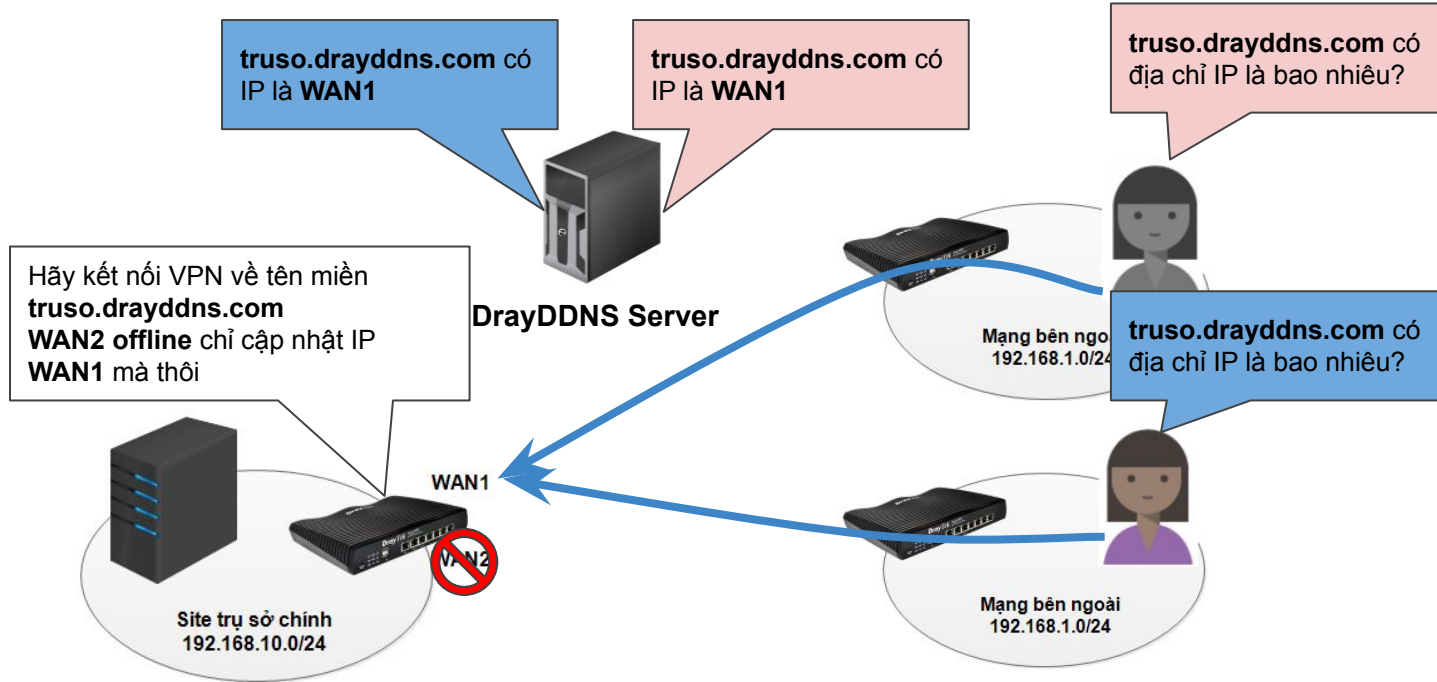 truso.drayddns.com có
IP là WAN1
truso.drayddns.com có
IP là WAN1
truso.drayddns.com có
địa chỉ IP là bao nhiêu?
Hãy kết nối VPN về tên miền
truso.drayddns.com
WAN2 offline chỉ cập nhật IP
WAN1 mà thôi
DrayDDNS Server
Mạng bên ngoà
192.168.1.0/24
truso.drayddns.com có
địa chỉ IP là bao nhiêu?
WAN1
DrayTek
WAN2
Site trụ sở chính
192.168.10.0/24
Mạng bên ngoài
192.168.1.0/24